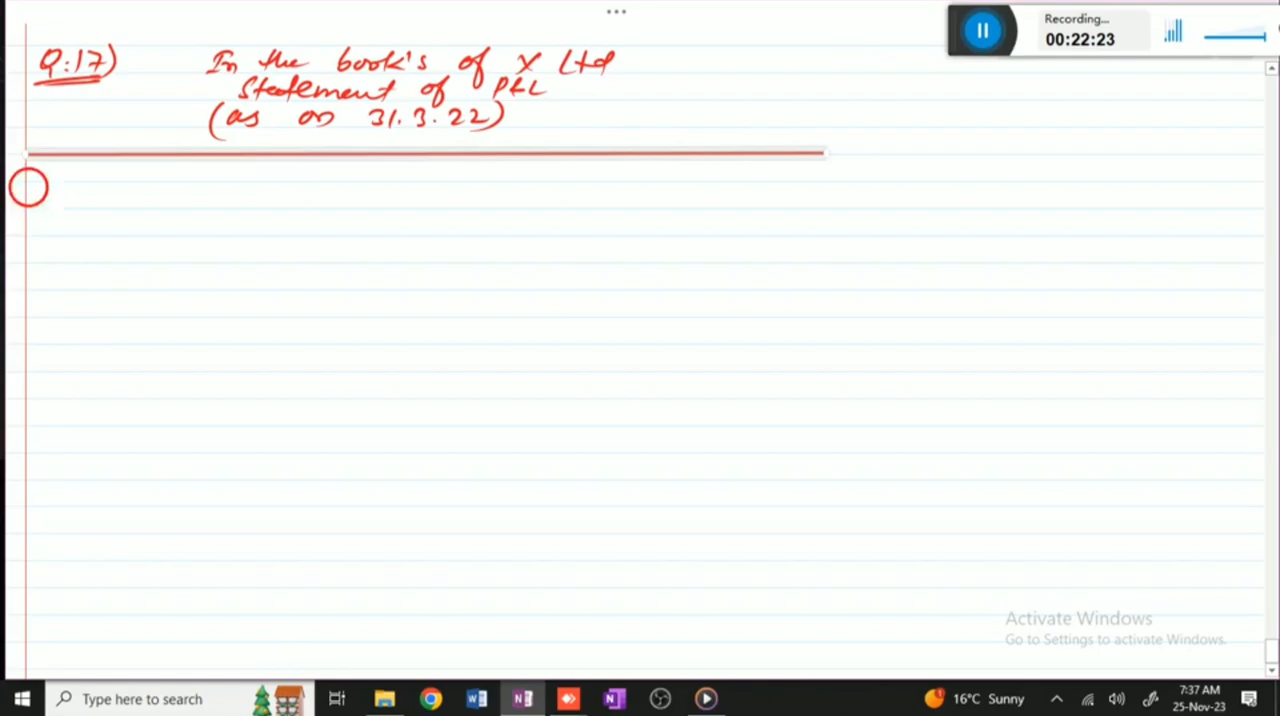 Recording...
00:22:23
Q:17) In the book's of X Ltd
Statement of P&L
(as on 31.3.22)
Activate Windows
Go to Settings to activate Windows.
Type here to search
16°C Sunny
7:37 AM
25-Nov-23